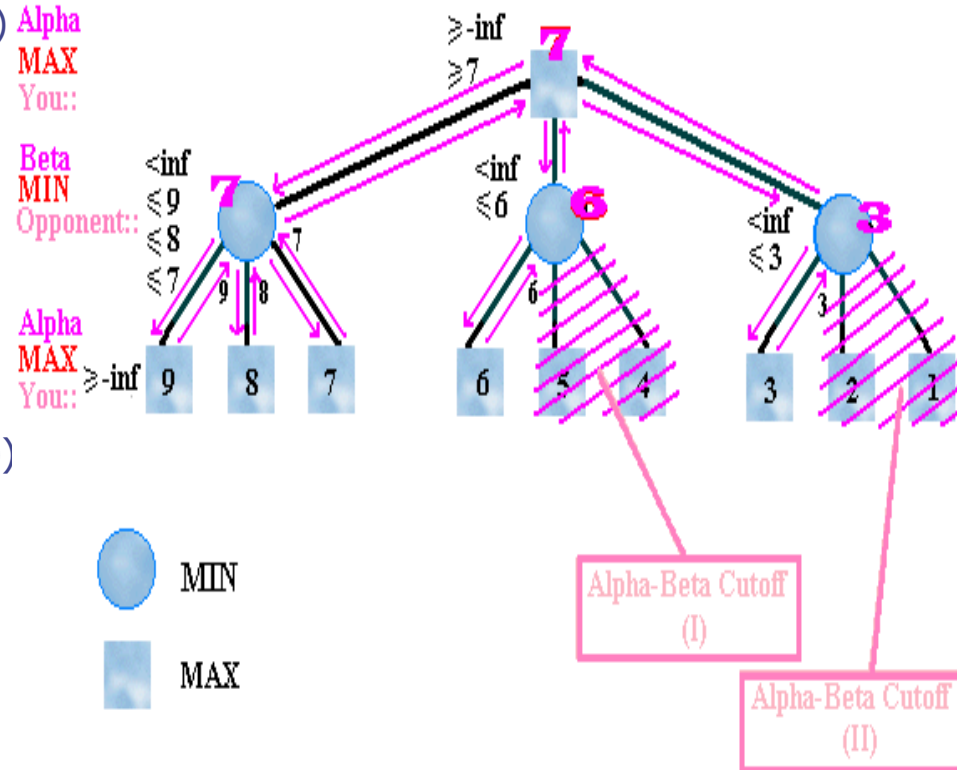 ) Alpha
MAX
You::
⩾-inf
⩾7
7
Beta
MIN
Opponent::
<inf
⩽9
⩽8
⩽7
7
<inf
⩽6
6
<inf
⩽3
3
9
8
7
6
3
Alpha
MAX
You::
⩾-inf
9
8
7
6
5
4
3
2
1
)
MIN
MAX
Alpha-Beta Cutoff
(I)
Alpha-Beta Cutoff
(II)